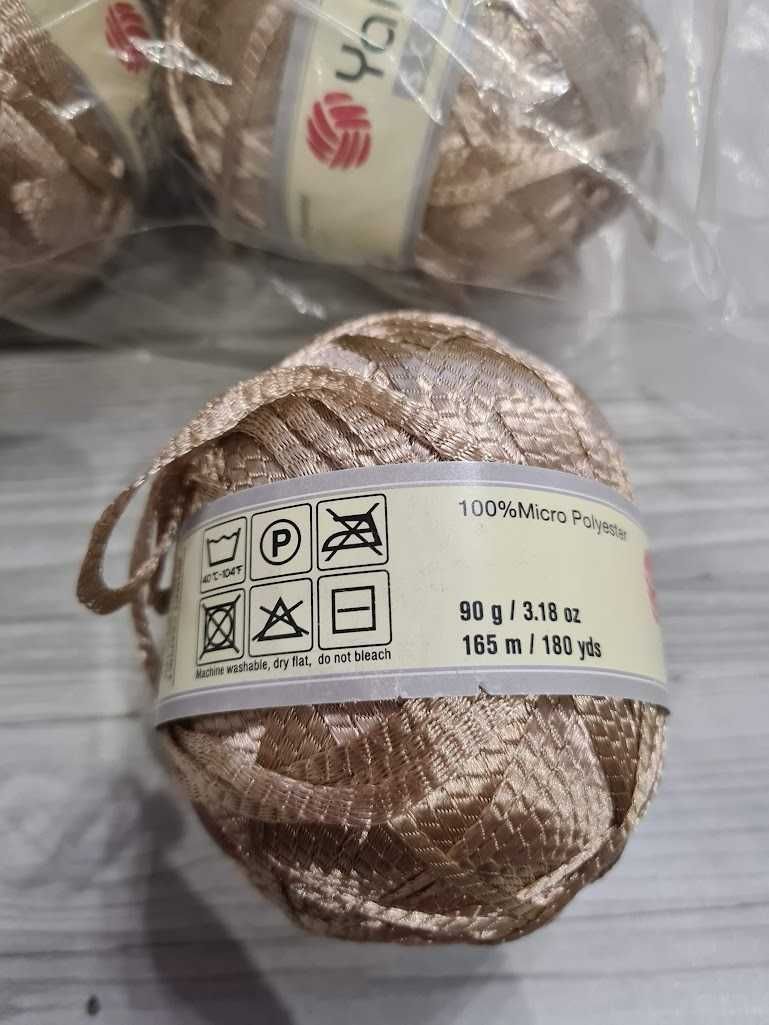 Yar
40°C-104°F
P
100%Micro Polyester
90 g / 3.18 oz
165 m / 180 yds
Machine washable, dry flat, do not bleach